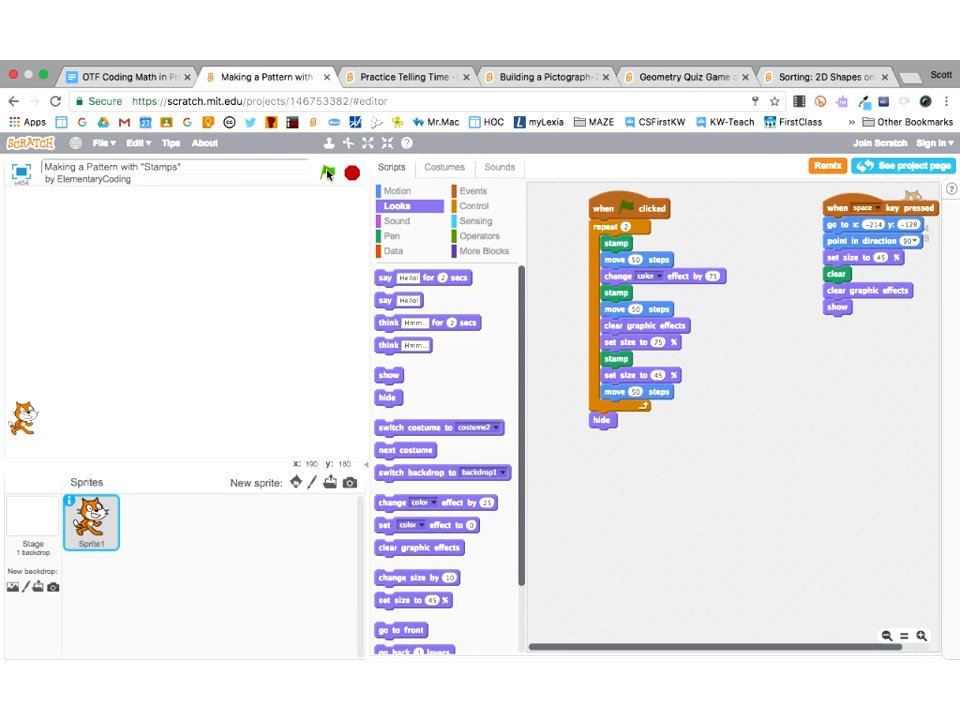 OTF Coding Math in Pri
Making a Pattern with "
Practice Telling Time -
Building a Pictograph-
Geometry Quiz Game o
Sorting: 2D Shapes on
Scott
Secure https://scratch.mit.edu/projects/146753382/#editor
Apps
Mr.Mac
HOC
myLexia
MAZE
CSFirstKW
KW-Teach
FirstClass
» Other Bookmarks
SCRATCH
File
Edit
Tips
About
Join Scratch
Sign in
v454
Making a Pattern with "Stamps"
by ElementaryCoding
Scripts
Costumes
Sounds
Remix
See project page
Motion
Events
Looks
Control
Sound
Sensing
Pen
Operators
Data
More Blocks
say Hello! for 2 secs
say Hello!
think Hmm... for 2 secs
think Hmm...
show
hide
switch costume to costume2
next costume
switch backdrop to backdrop1
change color effect by 25
set color effect to 0
clear graphic effects
change size by 10
set size to 45 %
go to front
go back 1 layers
when clicked
repeat 2
stamp
move 50 steps
change color effect by 75
stamp
move 50 steps
clear graphic effects
set size to 75 %
stamp
set size to 45 %
move 50 steps
hide
when space key pressed
go to x: -214 y: -128
point in direction 90
set size to 45 %
clear
clear graphic effects
show
?
x: 190 y: 180
Sprites
New sprite:
Stage
1 backdrop
New backdrop:
Sprite1